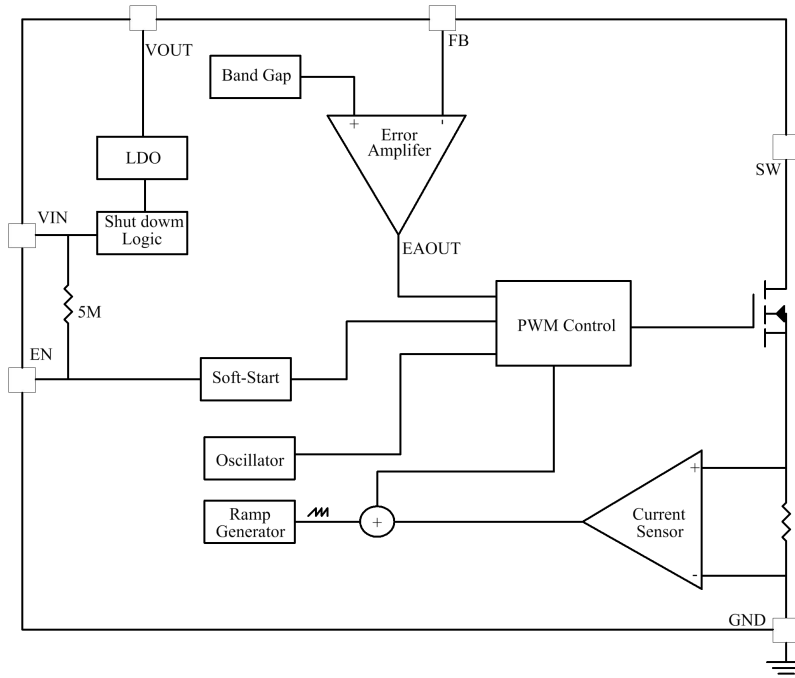 VOUT
FB
Band Gap
+
-
Error
Amplifer
LDO
SW
VIN
Shut dowm
Logic
EAOUT
5M
PWM Control
EN
Soft-Start
Oscillator
+
Ramp
Generator
+
Current
Sensor
-
GND